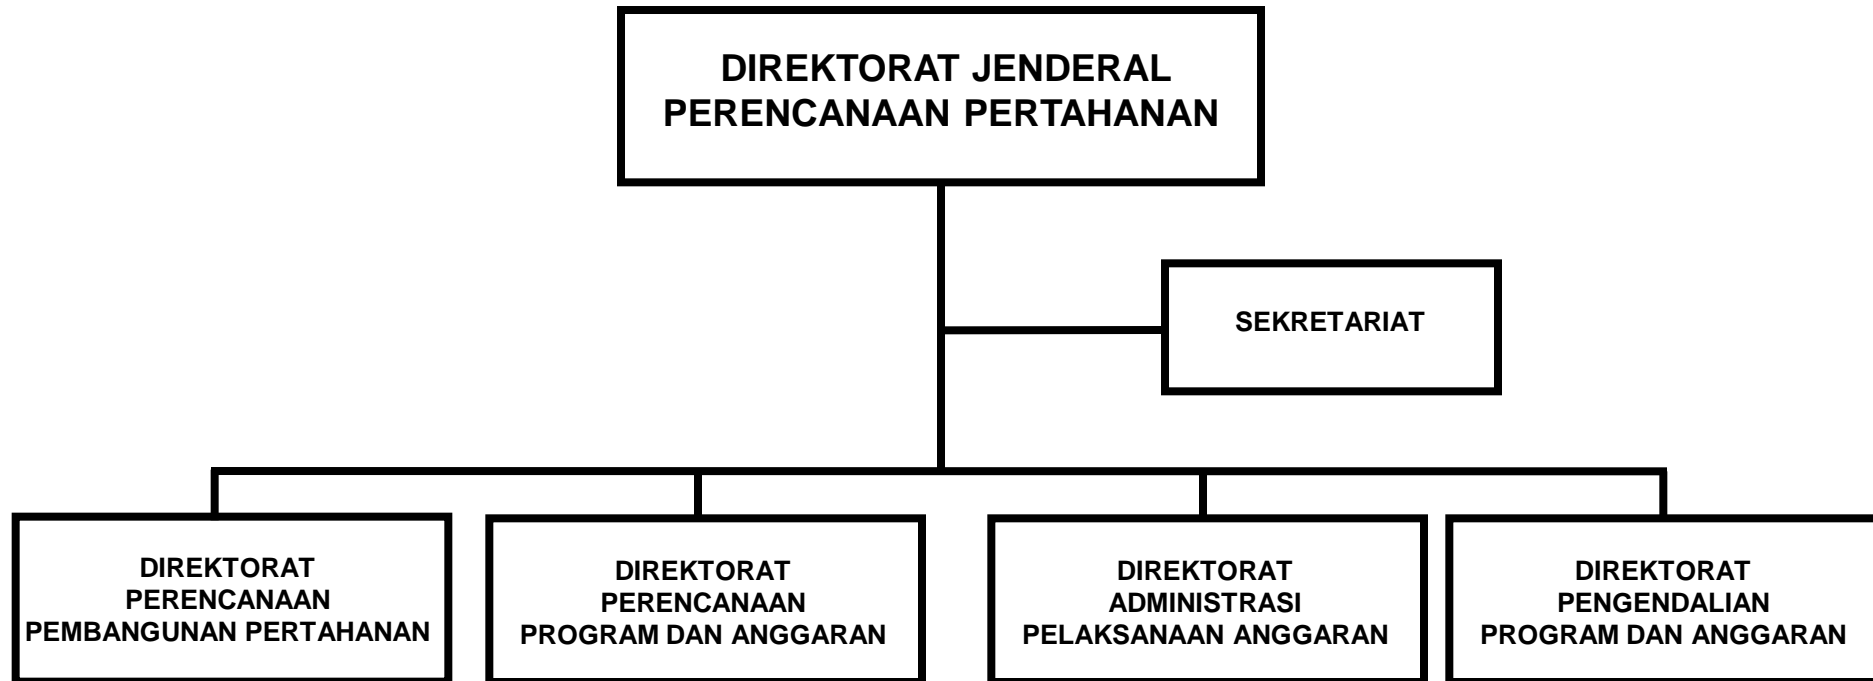 DIREKTORAT JENDERAL
PERENCANAAN PERTAHANAN
SEKRETARIAT
DIREKTORAT
PERENCANAAN
PEMBANGUNAN PERTAHANAN
DIREKTORAT
PERENCANAAN
PROGRAM DAN ANGGARAN
DIREKTORAT
ADMINISTRASI
PELAKSANAAN ANGGARAN
DIREKTORAT
PENGENDALIAN
PROGRAM DAN ANGGARAN